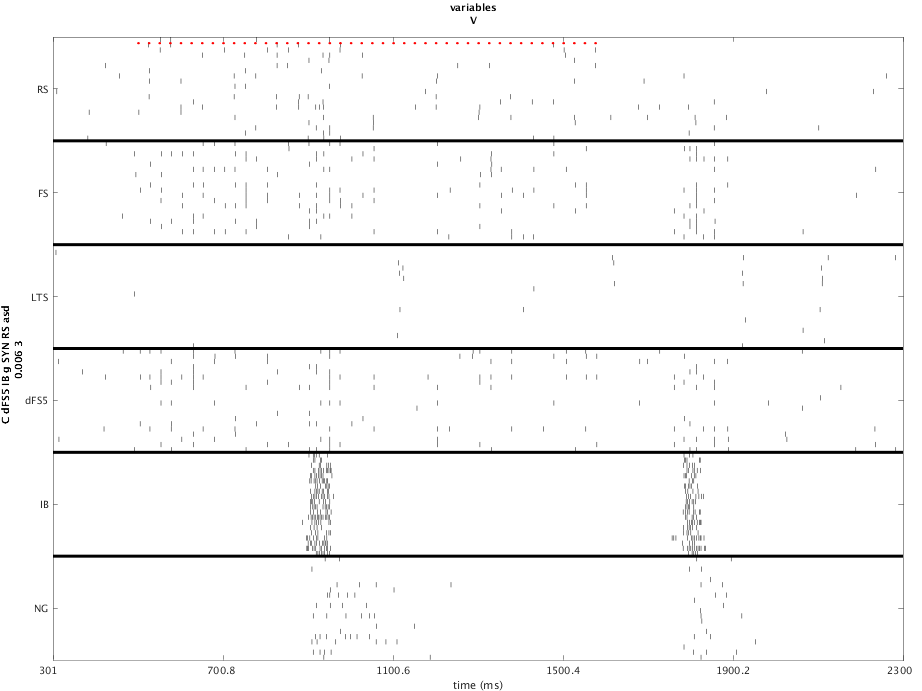 variables
V
RS
FS
LTS
dFS5
IB
NG
C dFS5 IB g SYN RS asd
0.006 3
301
700.8
1100.6
1500.4
1900.2
2300
time (ms)